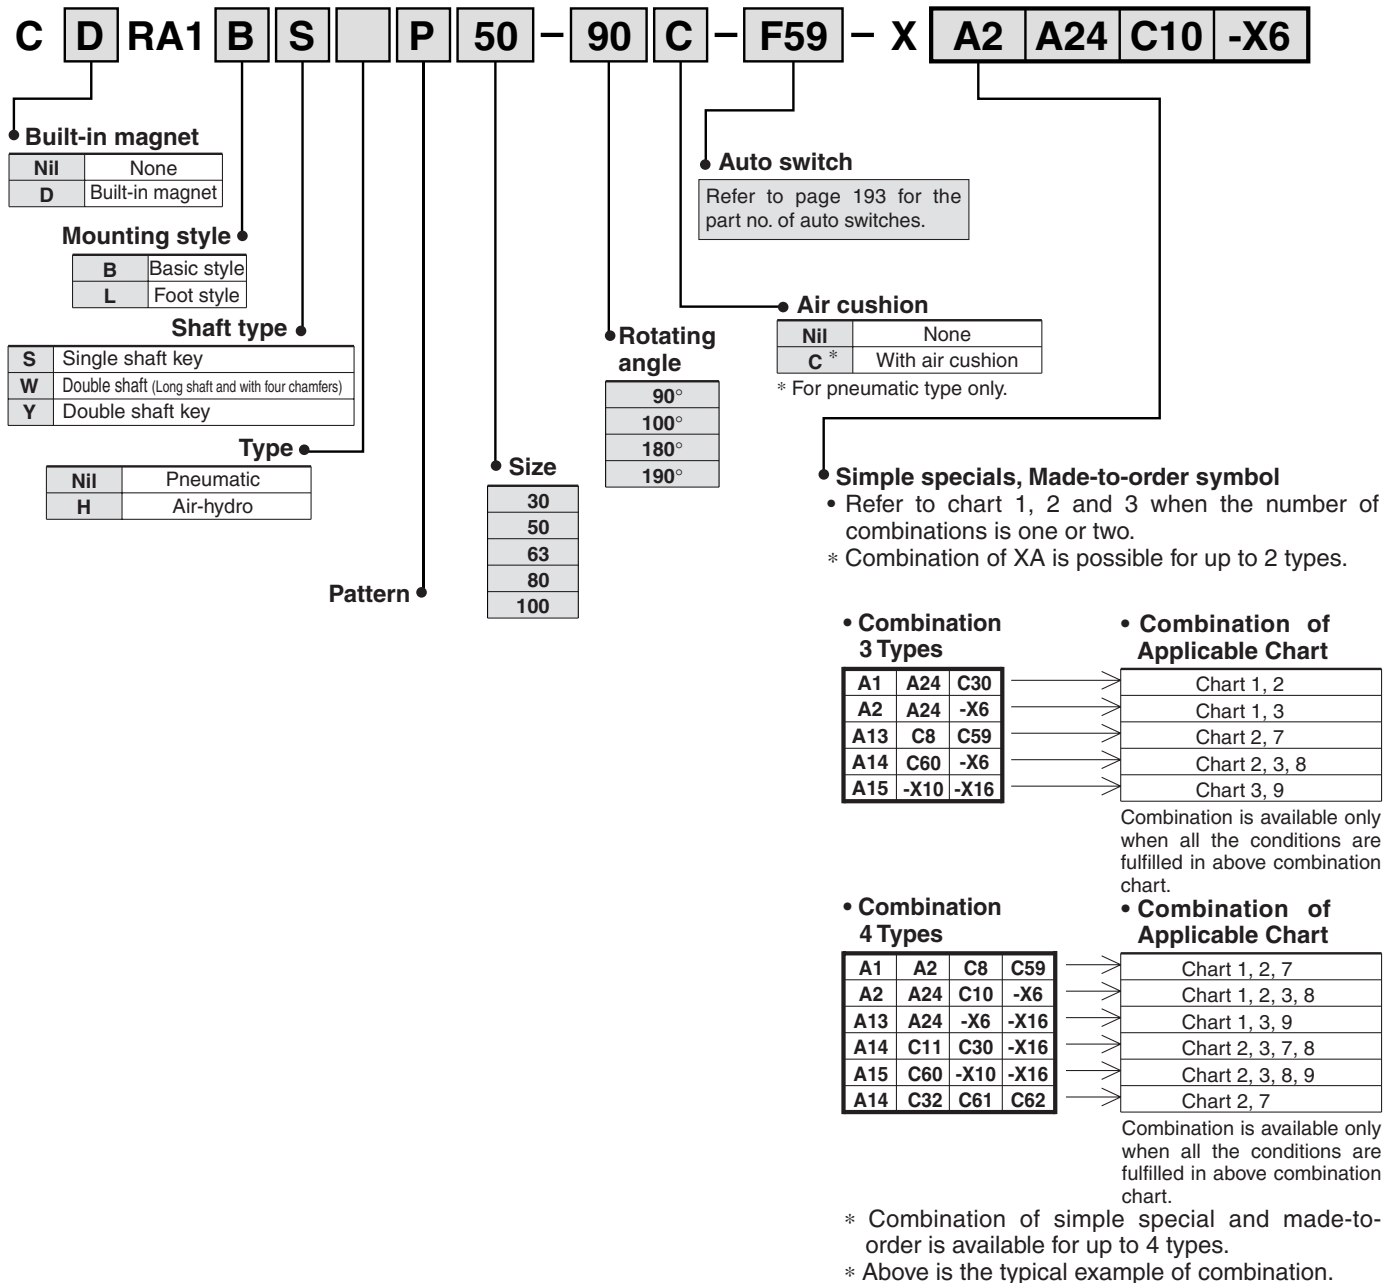 C D RA1 B S P 50 – 90 C – F59 – X A2 A24 C10 -X6
Built-in magnet
Nil None
D Built-in magnet
Mounting style
B Basic style
L Foot style
Shaft type
S Single shaft key
W Double shaft (Long shaft and with four chamfers)
Y Double shaft key
Type
Nil Pneumatic
H Air-hydro
Pattern
Size
30
50
63
80
100
Rotating
angle
90°
100°
180°
190°
Auto switch
Refer to page 193 for the
part no. of auto switches.
Air cushion
Nil None
C * With air cushion
* For pneumatic type only.
Simple specials, Made-to-order symbol
• Refer to chart 1, 2 and 3 when the number of
combinations is one or two.
* Combination of XA is possible for up to 2 types.
• Combination
3 Types
• Combination of
Applicable Chart
A1 A24 C30 Chart 1, 2
A2 A24 -X6 Chart 1, 3
A13 C8 C59 Chart 2, 7
A14 C60 -X6 Chart 2, 3, 8
A15 -X10 -X16 Chart 3, 9
Combination is available only
when all the conditions are
fulfilled in above combination
chart.
• Combination
4 Types
• Combination of
Applicable Chart
A1 A2 C8 C59 Chart 1, 2, 7
A2 A24 C10 -X6 Chart 1, 2, 3, 8
A13 A24 -X6 -X16 Chart 1, 3, 9
A14 C11 C30 -X16 Chart 2, 3, 7, 8
A15 C60 -X10 -X16 Chart 2, 3, 8, 9
A14 C32 C61 C62 Chart 2, 7
Combination is available only
when all the conditions are
fulfilled in above combination
chart.
* Combination of simple special and made-to-
order is available for up to 4 types.
* Above is the typical example of combination.